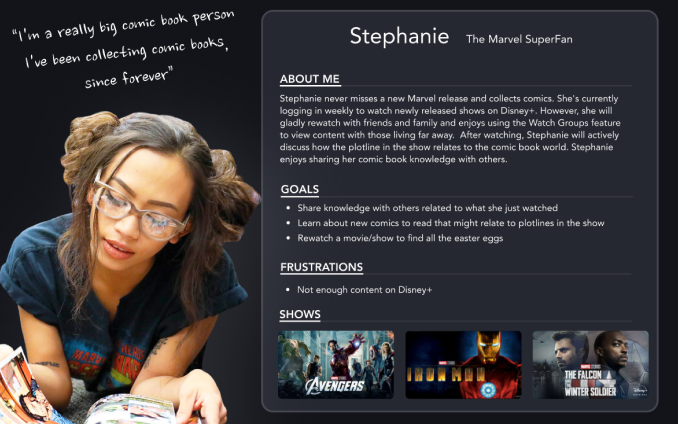 "I'm a really big comic book person
I've been collecting comic books,
since forever"
Stephanie The Marvel SuperFan
ABOUT ME
Stephanie never misses a new Marvel release and collects comics. She's currently
logging in weekly to watch newly released shows on Disney+. However, she will
gladly rewatch with friends and family and enjoys using the Watch Groups feature
to view content with those living far away. After watching, Stephanie will actively
discuss how the plotline in the show relates to the comic book world. Stephanie
enjoys sharing her comic book knowledge with others.
GOALS
• Share knowledge with others related to what she just watched
• Learn about new comics to read that might relate to plotlines in the show
• Rewatch a movie/show to find all the easter eggs
FRUSTRATIONS
• Not enough content on Disney+
SHOWS
MARVEL STUDIOS
AVENGERS
MARVEL STUDIOS
IRON MAN
MARVEL STUDIOS
THE FALCON
AND THE
WINTER SOLDIER
Disney+